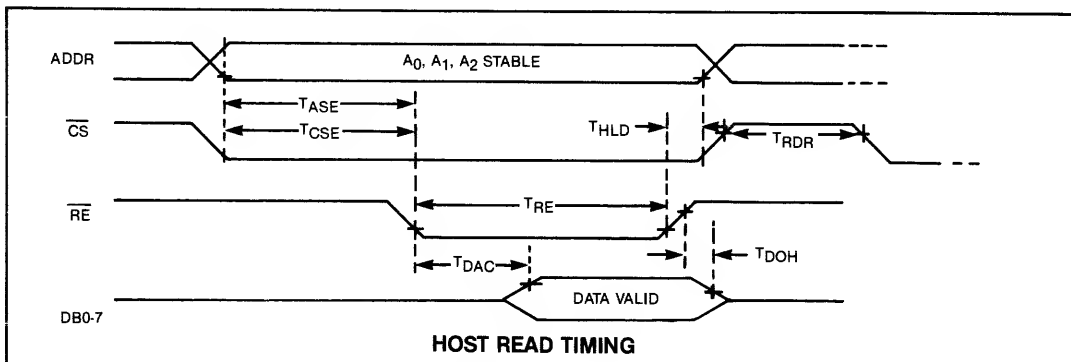 ADDR
A0, A1, A2 STABLE
TASE
CS
TCSE
THLD
TRDR
RE
TRE
TDAC
TDOH
DB0-7
DATA VALID
HOST READ TIMING